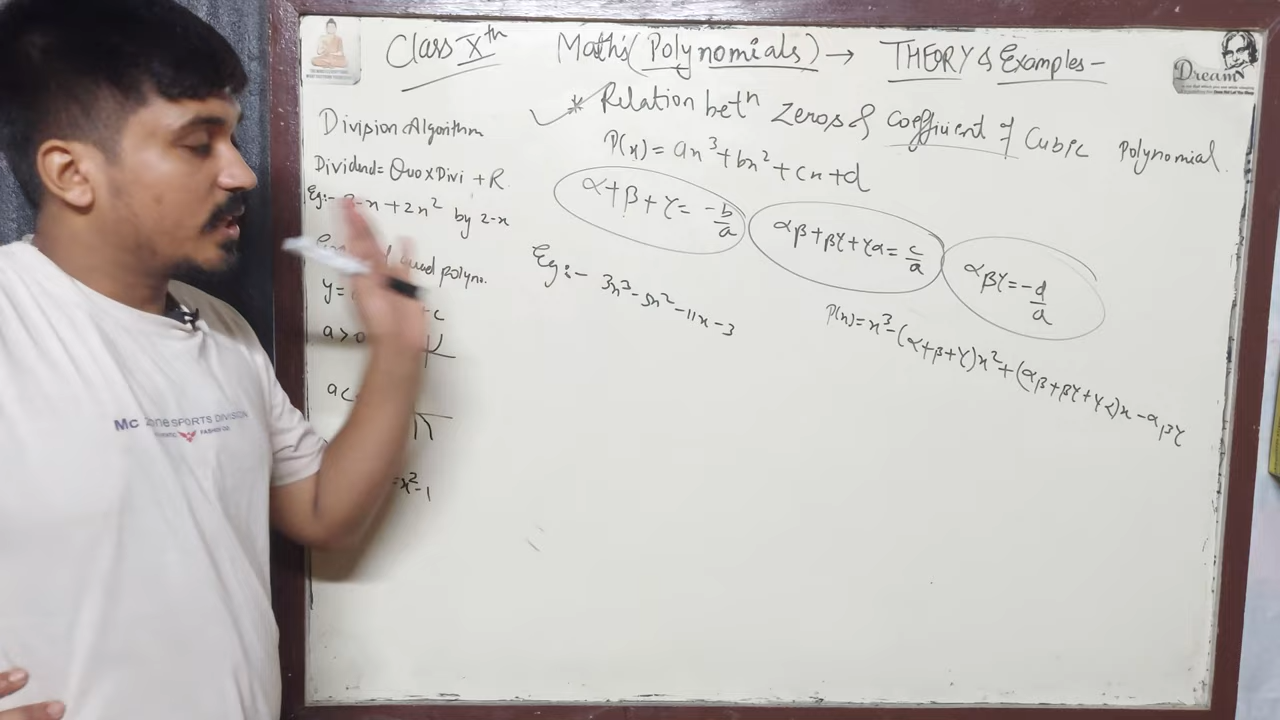 Class Xth Maths (Polynomials) → THEORY & Examples -
* Relation betn Zeros & coefficient of Cubic Polynomial
P(x) = ax³ + bx² + cx + d
α + β + γ = -b/a
αβ + βγ + γα = c/a
αβγ = -d/a
Eg:- 3x³ - 5x² - 11x - 3
P(x) = x³ - (α+β+γ)x² + (αβ+βγ+γα)x - αβγ
Division Algorithm
Dividend = Quo x Divi + R
Eg:- -x + 2x² by 2-x
quad polyn.
y = + c
a > 0
a <
= x² - 1
Dream
Mc SPORTS DIVISION